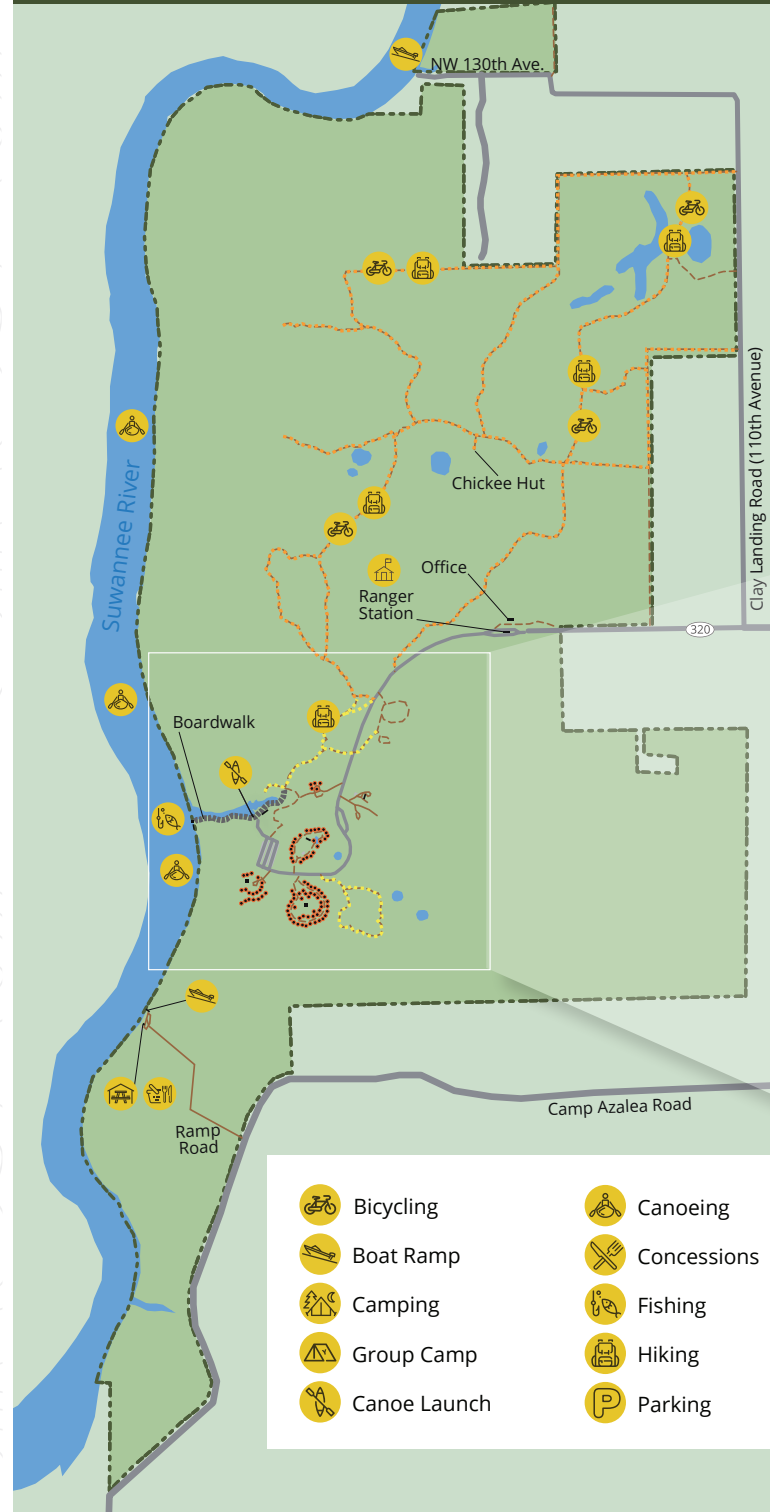 NW 130th Ave.
Clay Landing Road (110th Avenue)
Suwannee River
Chickee Hut
Office
Ranger
Station
320
Boardwalk
Ramp
Road
Camp Azalea Road
Bicycling
Boat Ramp
Camping
Group Camp
Canoe Launch
Canoeing
Concessions
Fishing
Hiking
P
Parking